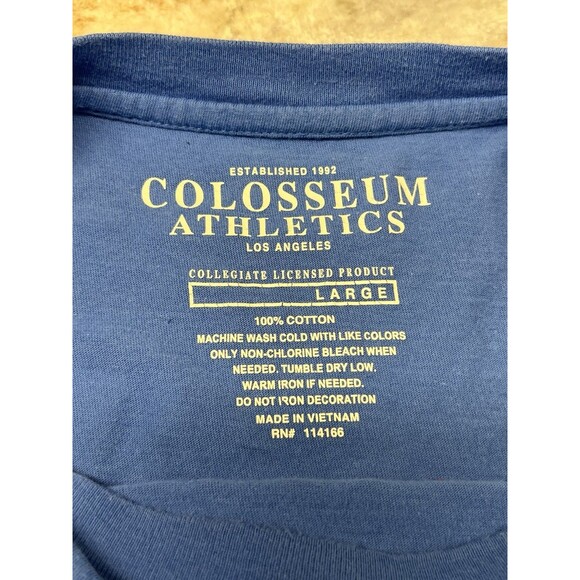 ESTABLISHED 1992
COLOSSEUM
ATHLETICS
LOS ANGELES
COLLEGIATE LICENSED PRODUCT
LARGE
100% COTTON
MACHINE WASH COLD WITH LIKE COLORS
ONLY NON-CHLORINE BLEACH WHEN
NEEDED. TUMBLE DRY LOW.
WARM IRON IF NEEDED.
DO NOT IRON DECORATION
MADE IN VIETNAM
RN# 114166